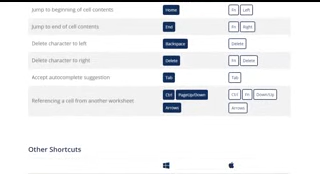 Jump to beginning of cell contents Home Fn Left
Jump to end of cell contents End Fn Right
Delete character to left Backspace Delete
Delete character to right Delete Fn Delete
Accept autocomplete suggestion Tab Tab
Ctrl PageUp/Down Ctrl Fn Down/Up
Referencing a cell from another worksheet
Arrows Arrows
Other Shortcuts